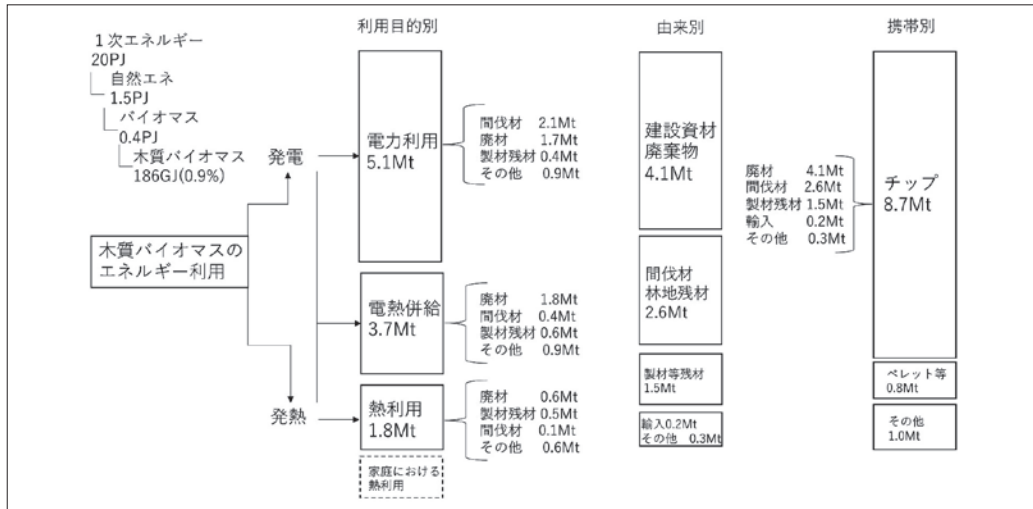 利用目的別
由来別
携帯別
1次エネルギー
20PJ
自然エネ
1.5PJ
バイオマス
0.4PJ
木質バイオマス
186GJ(0.9%)
発電
木質バイオマスの
エネルギー利用
発熱
電力利用
5.1Mt
間伐材 2.1Mt
廃材 1.7Mt
製材残材 0.4Mt
その他 0.9Mt
電熱併給
3.7Mt
廃材 1.8Mt
間伐材 0.4Mt
製材残材 0.6Mt
その他 0.9Mt
熱利用
1.8Mt
廃材 0.6Mt
製材残材 0.5Mt
間伐材 0.1Mt
その他 0.6Mt
家庭における
熱利用
建設資材
廃棄物
4.1Mt
間伐材
林地残材
2.6Mt
製材等残材
1.5Mt
輸入0.2Mt
その他 0.3Mt
廃材 4.1Mt
間伐材 2.6Mt
製材残材 1.5Mt
輸入 0.2Mt
その他 0.3Mt
チップ
8.7Mt
ペレット等
0.8Mt
その他
1.0Mt